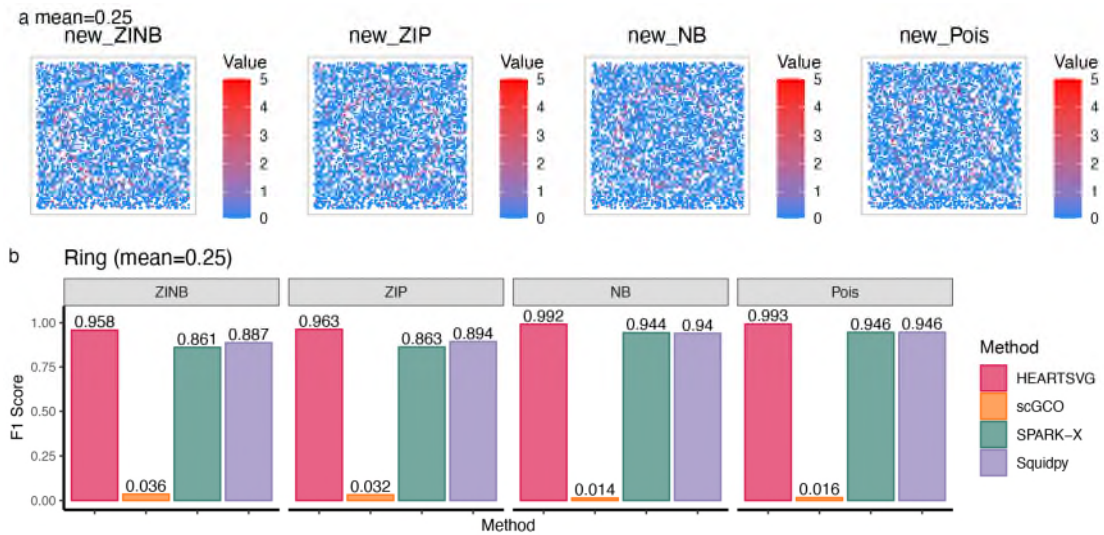 a mean=0.25
new_ZINB
new_ZIP
new_NB
new_Pois
Value
5
4
3
2
1
0
Value
5
4
3
2
1
0
Value
5
4
3
2
1
0
Value
5
4
3
2
1
0
b Ring (mean=0.25)
ZINB
ZIP
NB
Pois
F1 Score
1.00
0.75
0.50
0.25
0.00
0.958
0.036
0.861
0.887
0.963
0.032
0.863
0.894
0.992
0.014
0.944
0.94
0.993
0.016
0.946
0.946
Method
Method
HEARTSVG
scGCO
SPARK-X
Squidpy